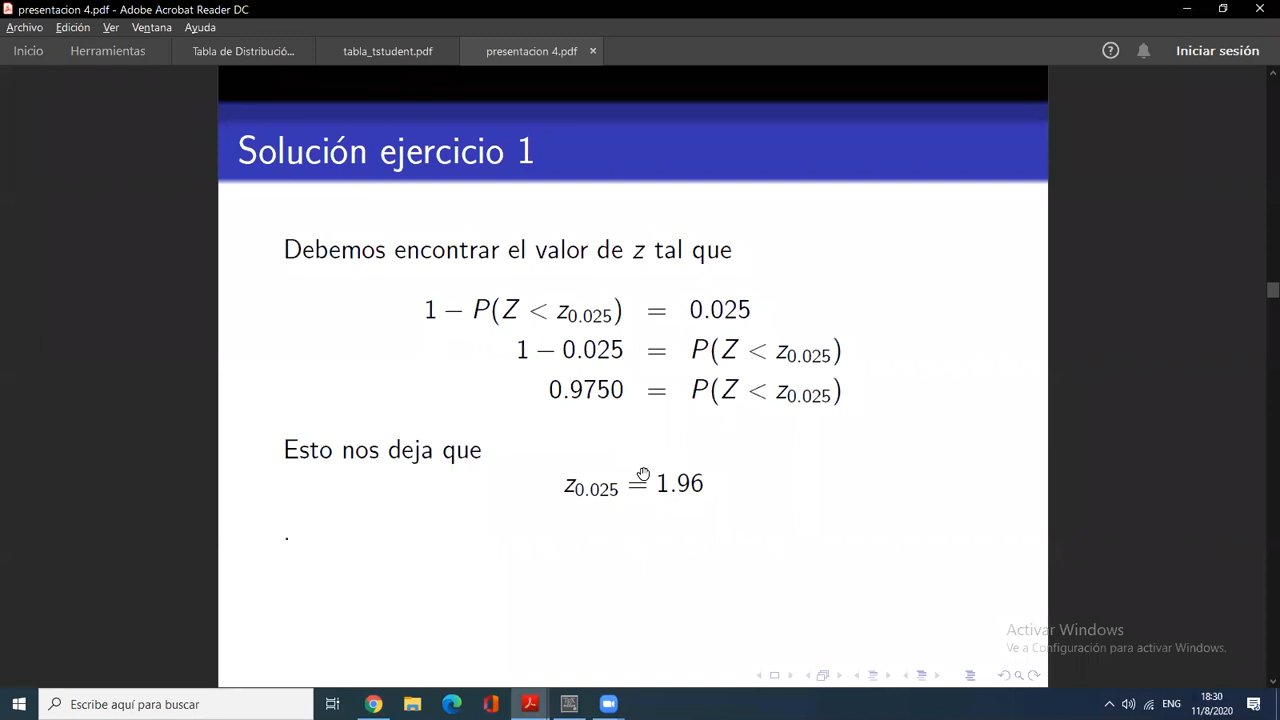 presentacion 4.pdf - Adobe Acrobat Reader DC
Archivo Edición Ver Ventana Ayuda
Inicio Herramientas Tabla de Distribució... tabla_tstudent.pdf presentacion 4.pdf × Iniciar sesión
Solución ejercicio 1
Debemos encontrar el valor de z tal que
1 − P(Z < z0.025) = 0.025
1 − 0.025 = P(Z < z0.025)
0.9750 = P(Z < z0.025)
Esto nos deja que
z0.025 = 1.96
.
Activar Windows
Ve a Configuración para activar Windows.
Escribe aquí para buscar
ENG
18:30
11/8/2020